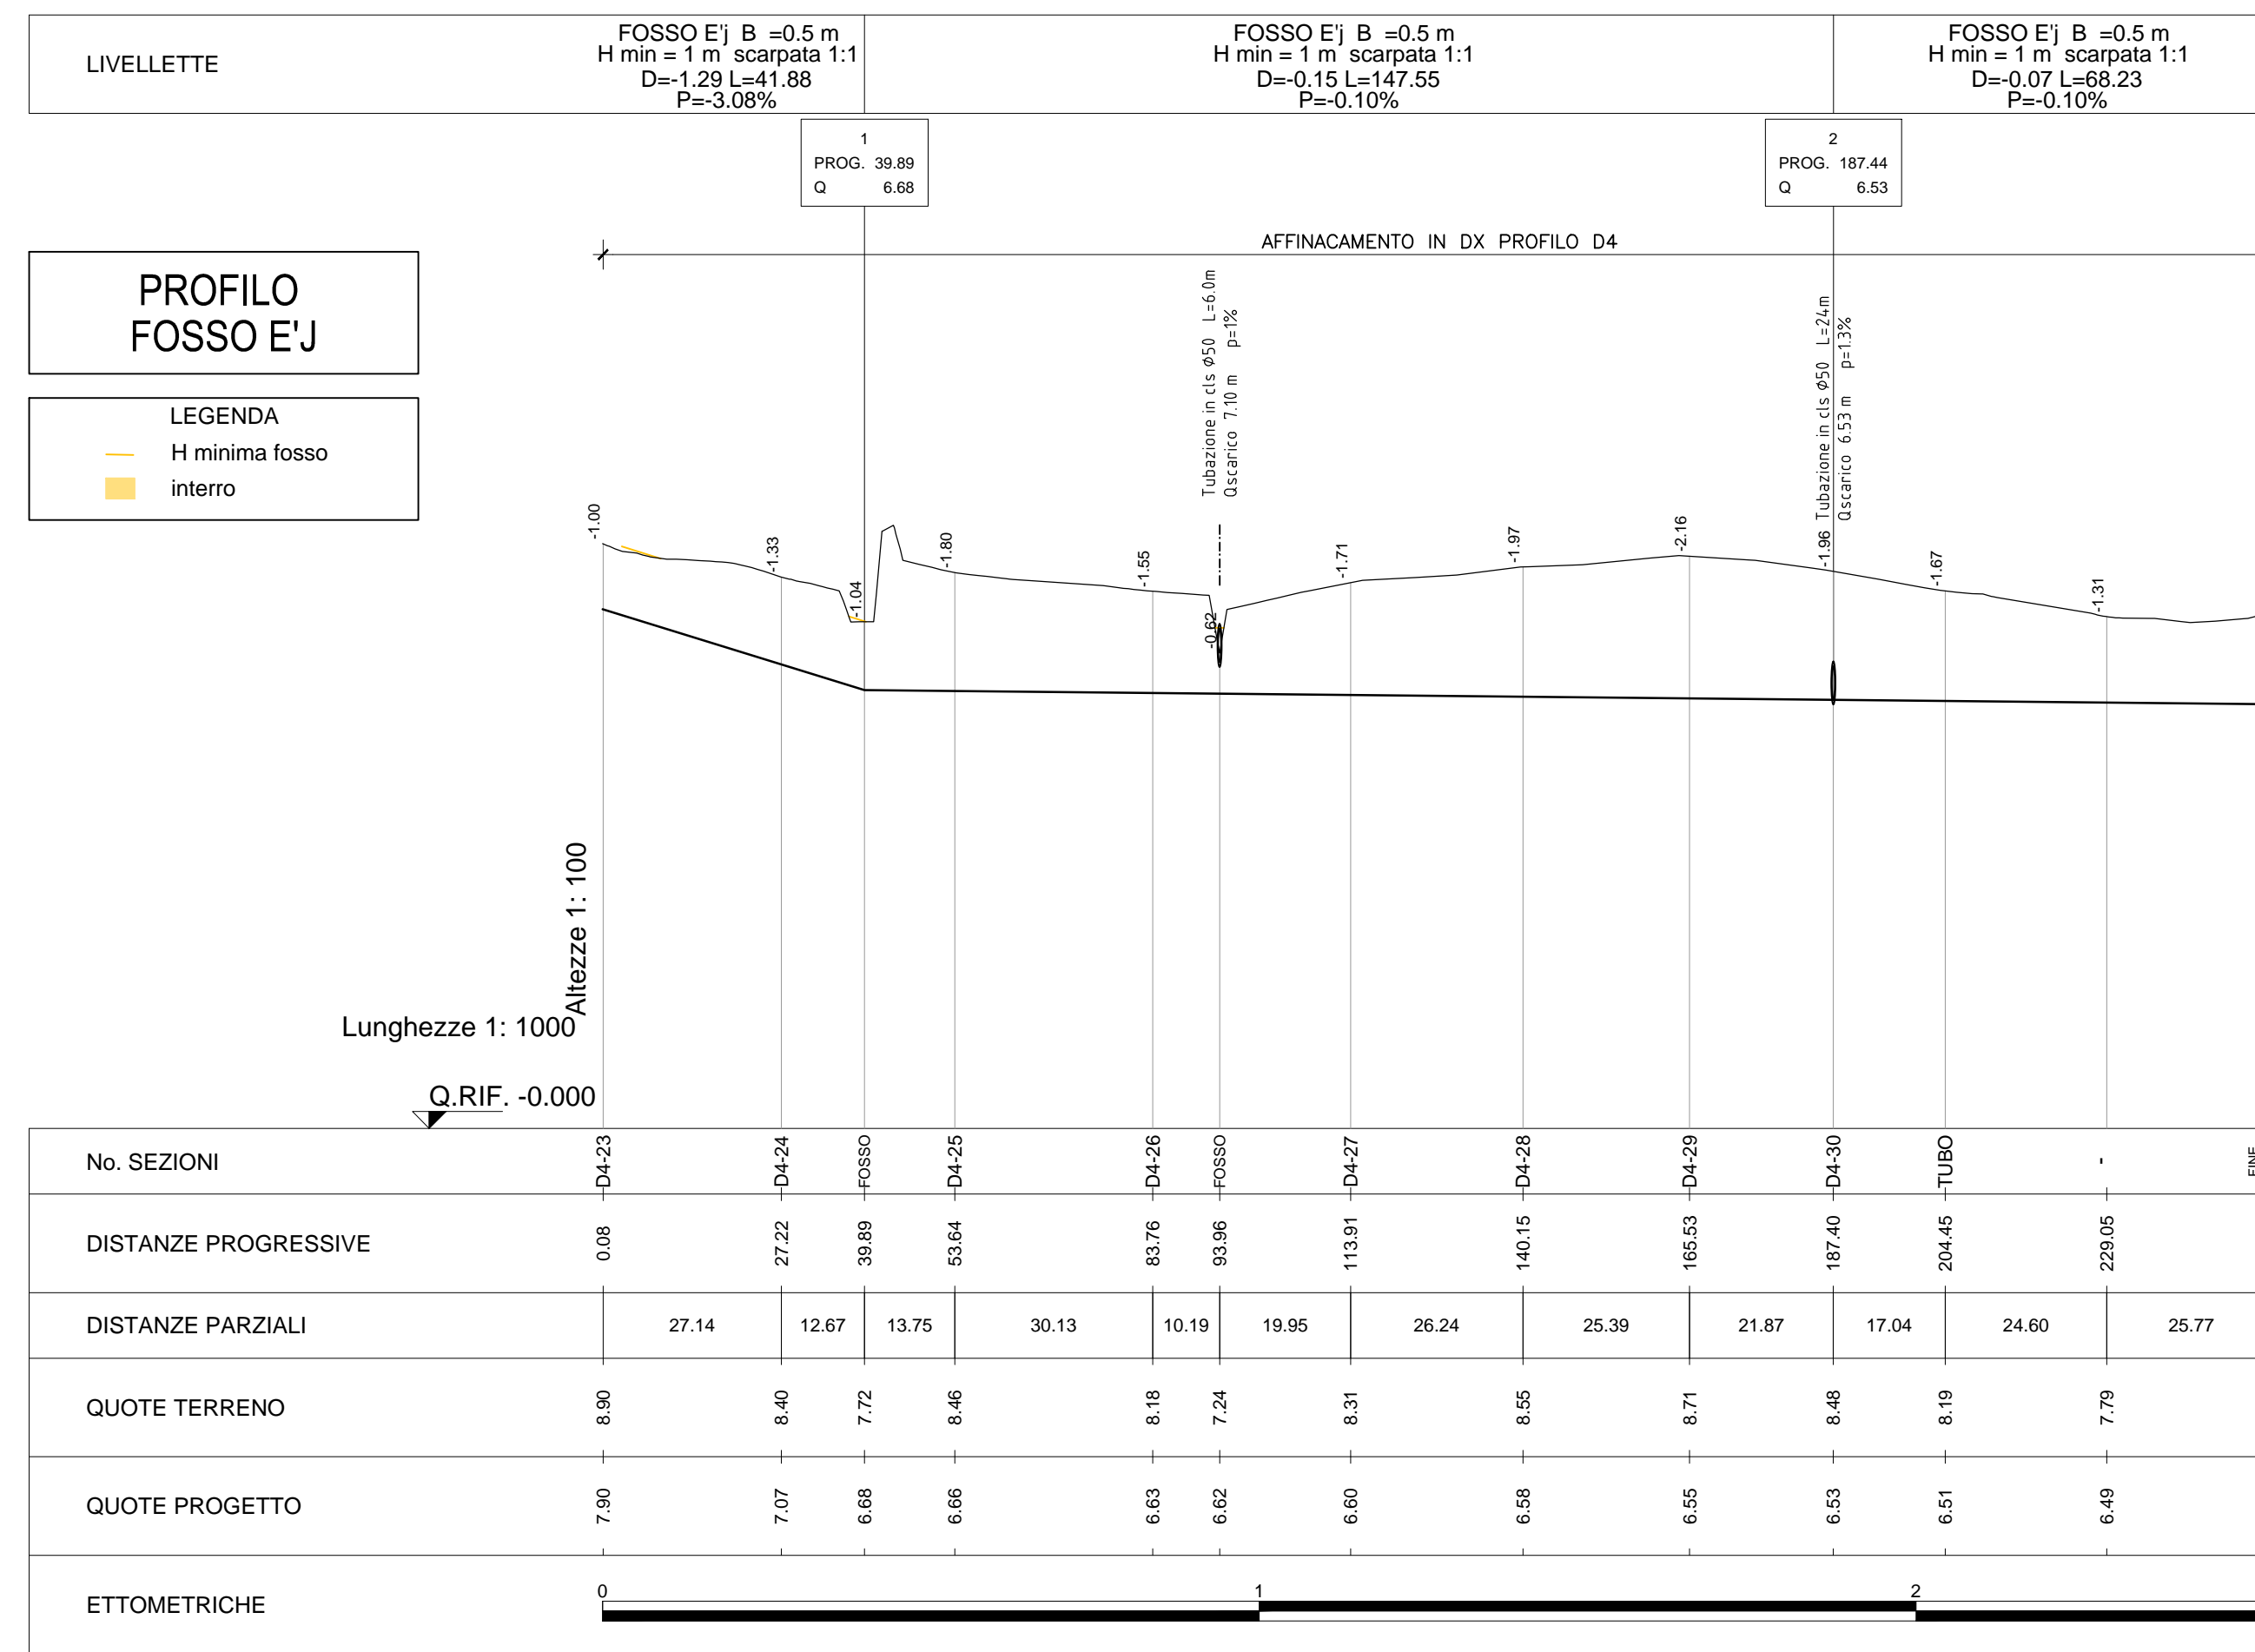 LIVELLETTE
FOSSO E'j B =0.5 m
H min = 1 m scarpata 1:1
D=-1.29 L=41.88
P=-3.08%
FOSSO E'j B =0.5 m
H min = 1 m scarpata 1:1
D=-0.15 L=147.55
P=-0.10%
FOSSO E'j B =0.5 m
H min = 1 m scarpata 1:1
D=-0.07 L=68.23
P=-0.10%
1
PROG. 39.89
Q 6.68
2
PROG. 187.44
Q 6.53
AFFINACAMENTO IN DX PROFILO D4
PROFILO
FOSSO E'J
LEGENDA
H minima fosso
interro
Tubazione in cls Ø50 L=6.0m
Qscarico 7.10 m p=1%
Tubazione in cls Ø50 L=24m
Qscarico 6.53 m p=1.3%
-1.00
-1.33
-1.04
-1.80
-1.55
-0.62
-1.71
-1.97
-2.16
-1.96
-1.67
-1.31
Altezze 1: 100
Lunghezze 1: 1000
Q.RIF. -0.000
No. SEZIONI
D4-23 D4-24 FOSSO D4-25 D4-26 FOSSO D4-27 D4-28 D4-29 D4-30 TUBO - FINE
DISTANZE PROGRESSIVE
0.08 27.22 39.89 53.64 83.76 93.96 113.91 140.15 165.53 187.40 204.45 229.05
DISTANZE PARZIALI
27.14 12.67 13.75 30.13 10.19 19.95 26.24 25.39 21.87 17.04 24.60 25.77
QUOTE TERRENO
8.90 8.40 7.72 8.46 8.18 7.24 8.31 8.55 8.71 8.48 8.19 7.79
QUOTE PROGETTO
7.90 7.07 6.68 6.66 6.63 6.62 6.60 6.58 6.55 6.53 6.51 6.49
ETTOMETRICHE
0 1 2